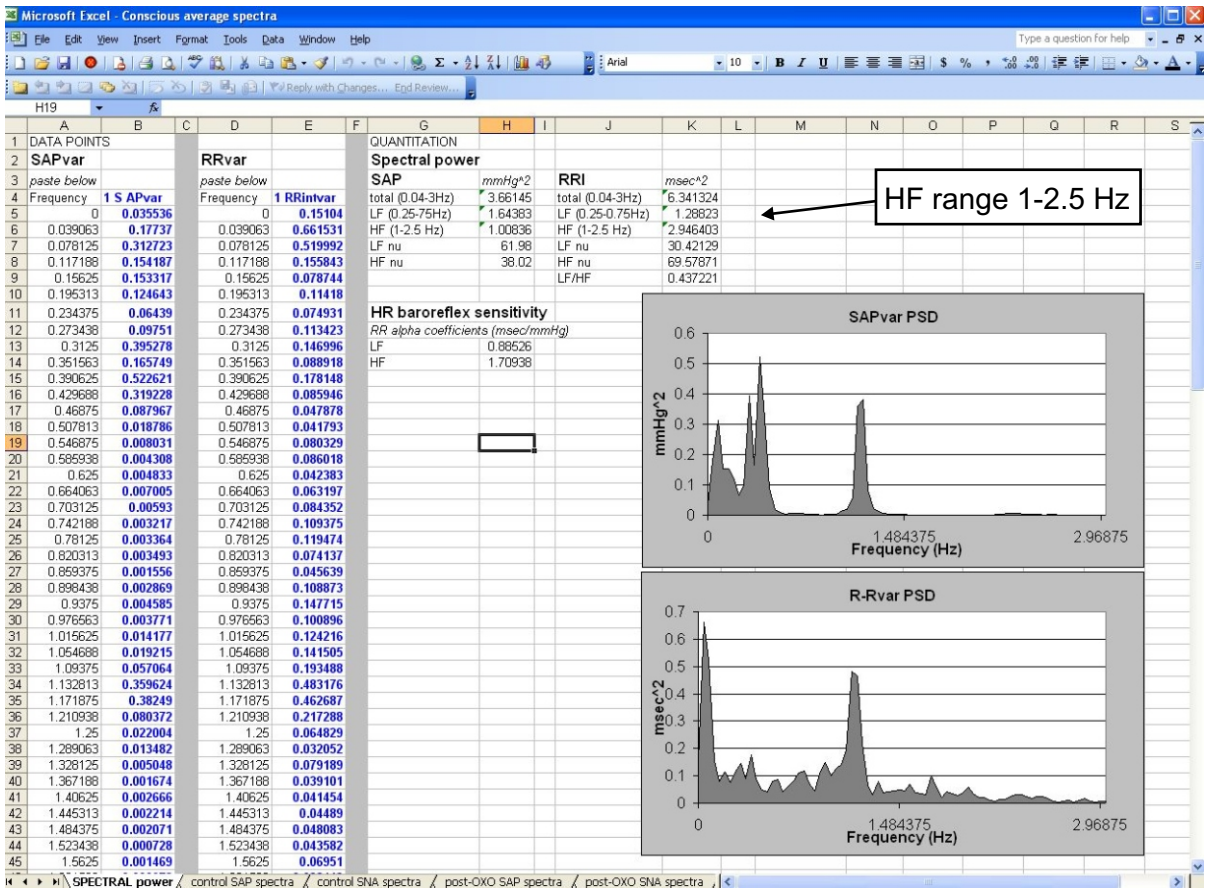 Microsoft Excel - Conscious average spectra
File Edit View Insert Format Tools Data Window Help Type a question for help
Arial 10 B I U $ % ,
Reply with Changes... End Review...
H19 fx
A B C D E F G H I J K L M N O P Q R S
1 DATA POINTS QUANTITATION
2 SAPvar RRvar Spectral power
3 paste below paste below SAP mmHg^2 RRI msec^2
4 Frequency 1 S APvar Frequency 1 RRintvar total (0.04-3Hz) 3.66145 total (0.04-3Hz) 6.341324
5 0 0.035536 0 0.15104 LF (0.25-75Hz) 1.64383 LF (0.25-0.75Hz) 1.28823
6 0.039063 0.17737 0.039063 0.661531 HF (1-2.5 Hz) 1.00836 HF (1-2.5 Hz) 2.946403
7 0.078125 0.312723 0.078125 0.519992 LF nu 61.98 LF nu 30.42129
8 0.117188 0.154187 0.117188 0.155843 HF nu 38.02 HF nu 69.57871
9 0.15625 0.153317 0.15625 0.078744 LF/HF 0.437221
10 0.195313 0.124643 0.195313 0.11418
11 0.234375 0.06439 0.234375 0.074931 HR baroreflex sensitivity
12 0.273438 0.09751 0.273438 0.113423 RR alpha coefficients (msec/mmHg)
13 0.3125 0.395278 0.3125 0.146996 LF 0.88526
14 0.351563 0.165749 0.351563 0.088918 HF 1.70938
15 0.390625 0.522621 0.390625 0.178148
16 0.429688 0.319228 0.429688 0.085946
17 0.46875 0.087967 0.46875 0.047878
18 0.507813 0.018786 0.507813 0.041793
19 0.546875 0.008031 0.546875 0.080329
20 0.585938 0.004308 0.585938 0.086018
21 0.625 0.004833 0.625 0.042383
22 0.664063 0.007005 0.664063 0.063197
23 0.703125 0.00593 0.703125 0.084352
24 0.742188 0.003217 0.742188 0.109375
25 0.78125 0.003364 0.78125 0.119474
26 0.820313 0.003493 0.820313 0.074137
27 0.859375 0.001556 0.859375 0.045639
28 0.898438 0.002869 0.898438 0.108873
29 0.9375 0.004585 0.9375 0.147715
30 0.976563 0.003771 0.976563 0.100896
31 1.015625 0.014177 1.015625 0.124216
32 1.054688 0.019215 1.054688 0.141505
33 1.09375 0.057064 1.09375 0.193488
34 1.132813 0.359624 1.132813 0.483176
35 1.171875 0.38249 1.171875 0.462687
36 1.210938 0.080372 1.210938 0.217288
37 1.25 0.022004 1.25 0.064829
38 1.289063 0.013482 1.289063 0.032052
39 1.328125 0.005048 1.328125 0.079189
40 1.367188 0.001674 1.367188 0.039101
41 1.40625 0.002666 1.40625 0.041454
42 1.445313 0.002214 1.445313 0.04489
43 1.484375 0.002071 1.484375 0.048083
44 1.523438 0.000728 1.523438 0.043582
45 1.5625 0.001469 1.5625 0.06951
HF range 1-2.5 Hz
SAPvar PSD
mmHg^2
0.6
0.5
0.4
0.3
0.2
0.1
0
0 1.484375 2.96875
Frequency (Hz)
R-Rvar PSD
msec^2
0.7
0.6
0.5
0.4
0.3
0.2
0.1
0
0 1.484375 2.96875
Frequency (Hz)
SPECTRAL power control SAP spectra control SNA spectra post-OXO SAP spectra post-OXO SNA spectra